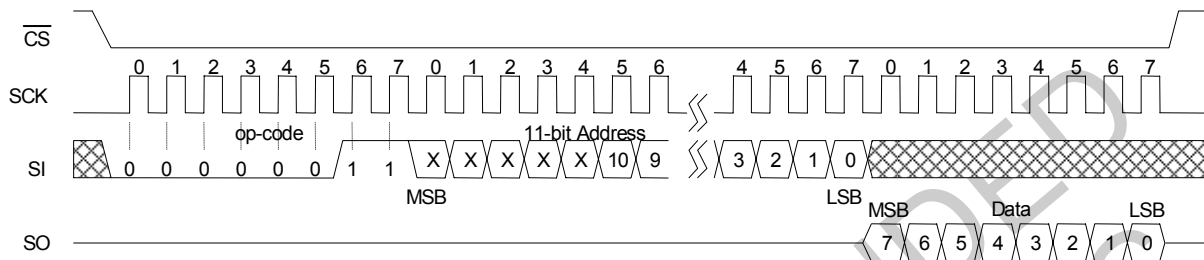 CS
0 1 2 3 4 5 6 7 0 1 2 3 4 5 6 4 5 6 7 0 1 2 3 4 5 6 7
SCK
op-code 11-bit Address
SI 0 0 0 0 0 0 1 1 X X X X X 10 9 3 2 1 0
MSB LSB MSB Data LSB
SO 7 6 5 4 3 2 1 0